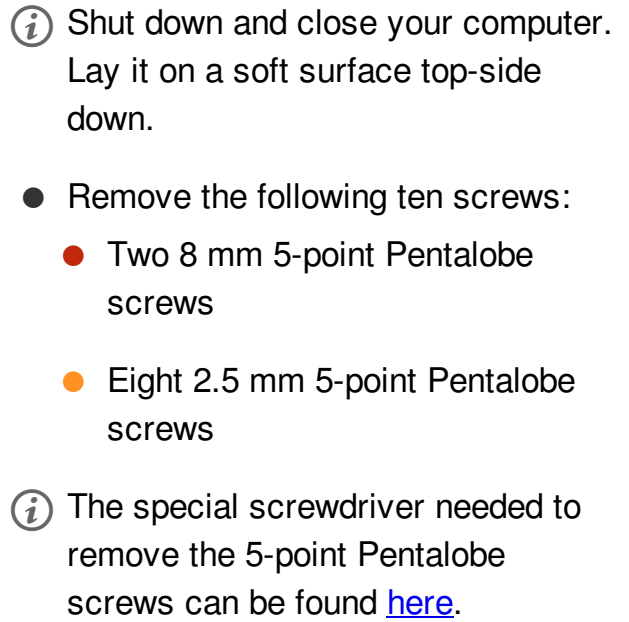 Shut down and close your computer.
Lay it on a soft surface top-side
down.
Remove the following ten screws:
Two 8 mm 5-point Pentalobe
screws
Eight 2.5 mm 5-point Pentalobe
screws
The special screwdriver needed to
remove the 5-point Pentalobe
screws can be found here.